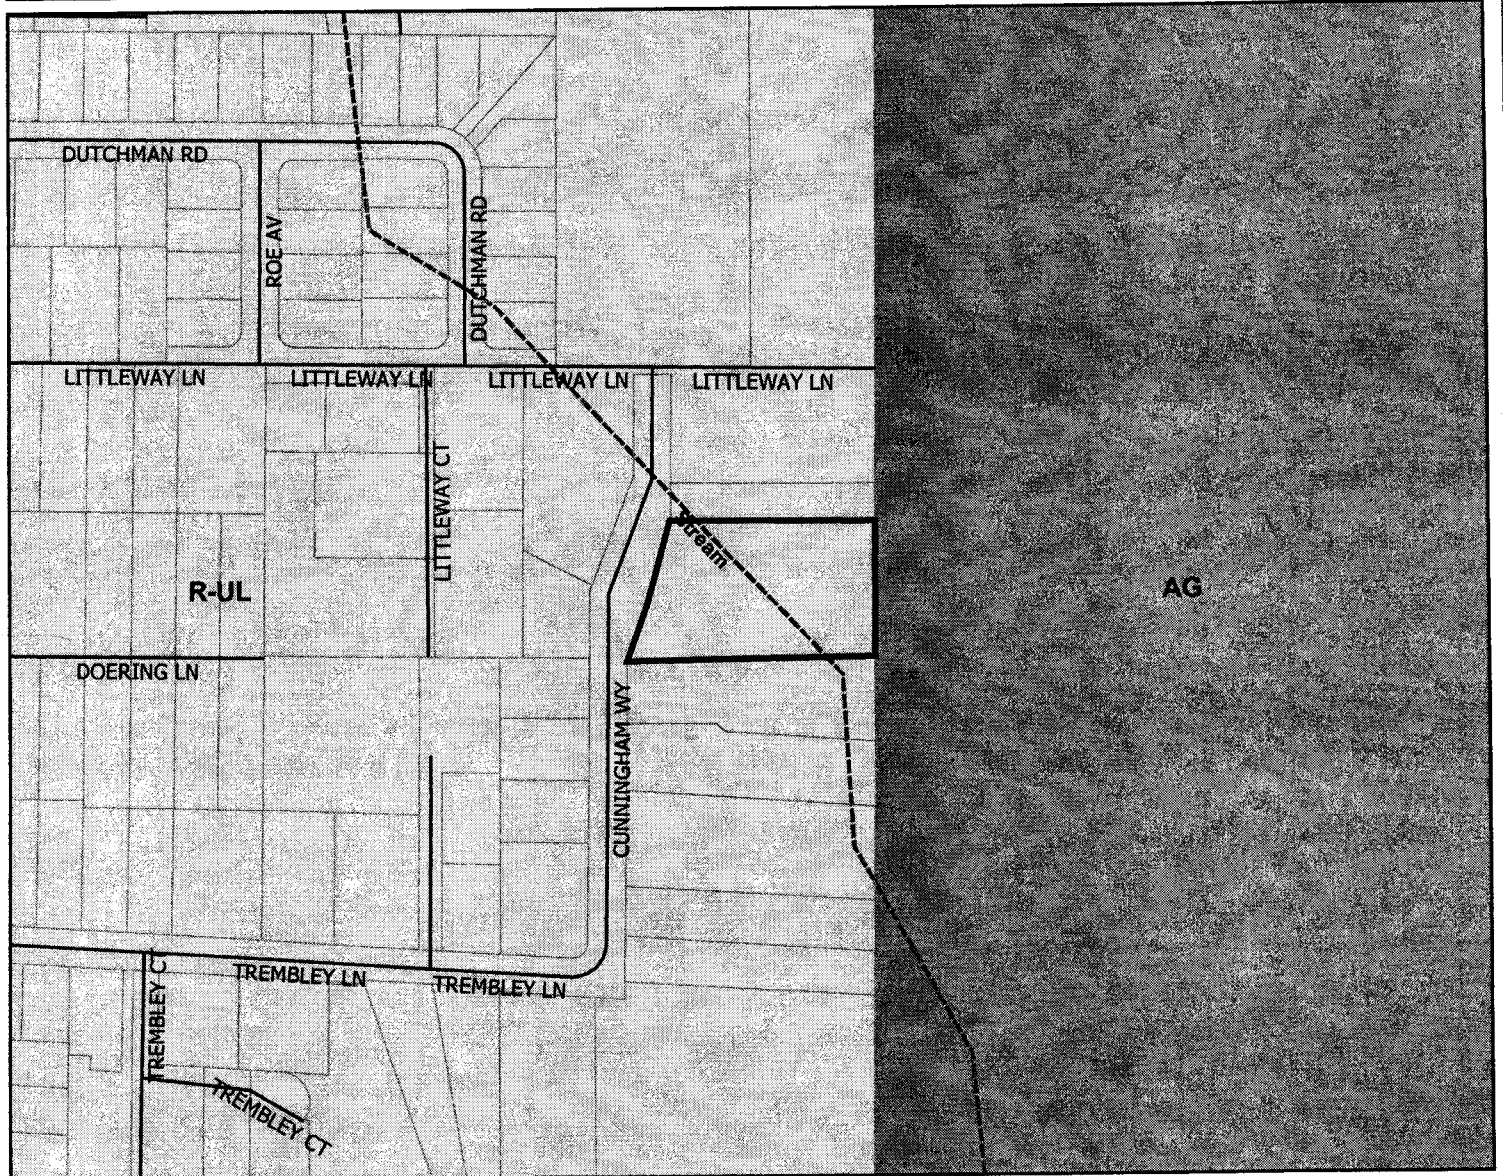 DUTCHMAN RD
ROE AV
DUTCHMAN RD
LITTLEWAY LN
LITTLEWAY LN
LITTLEWAY LN
LITTLEWAY LN
LITTLEWAY CT
Stream
R-UL
AG
DOERING LN
CUNNINGHAM WY
TREMBLEY LN
TREMBLEY LN
TREMBLEY C
TREMBLEY CT